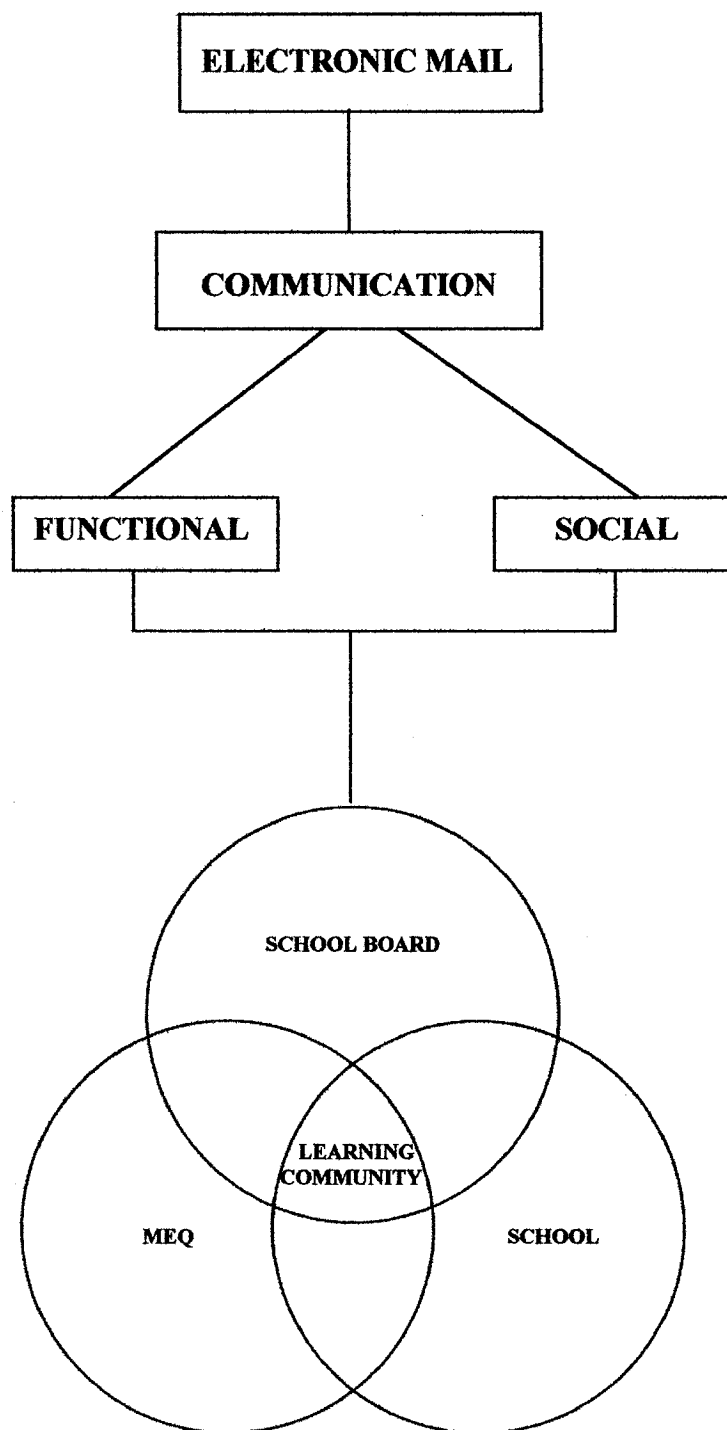 ELECTRONIC MAIL
COMMUNICATION
FUNCTIONAL
SOCIAL
SCHOOL BOARD
LEARNING
COMMUNITY
MEQ
SCHOOL